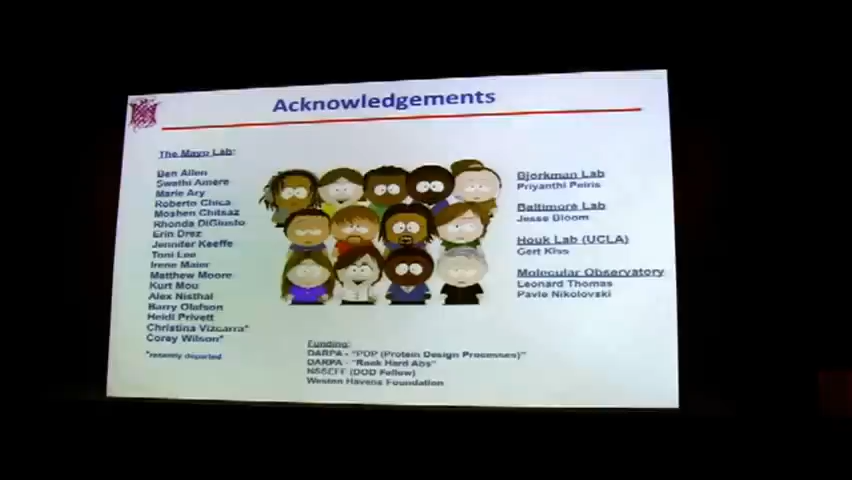 Acknowledgements
The Mayo Lab:
Ben Allen
Swathi Amere
Marie Ary
Roberto Chica
Moshen Chitsaz
Rhonda DiGiusto
Erin Drez
Jennifer Keeffe
Toni Lee
Irene Maier
Matthew Moore
Kurt Mou
Alex Nisthal
Barry Olafson
Heidi Privett
Christina Vizcarra*
Corey Wilson*
*recently departed
Bjorkman Lab
Priyanthi Peiris
Baltimore Lab
Jesse Bloom
Houk Lab (UCLA)
Gert Kiss
Molecular Observatory
Leonard Thomas
Pavle Nikolovski
Funding:
DARPA - "PDP (Protein Design Processes)"
DARPA - "Rock Hard Abs"
NSSEFF (DOD Fellow)
Westen Havens Foundation